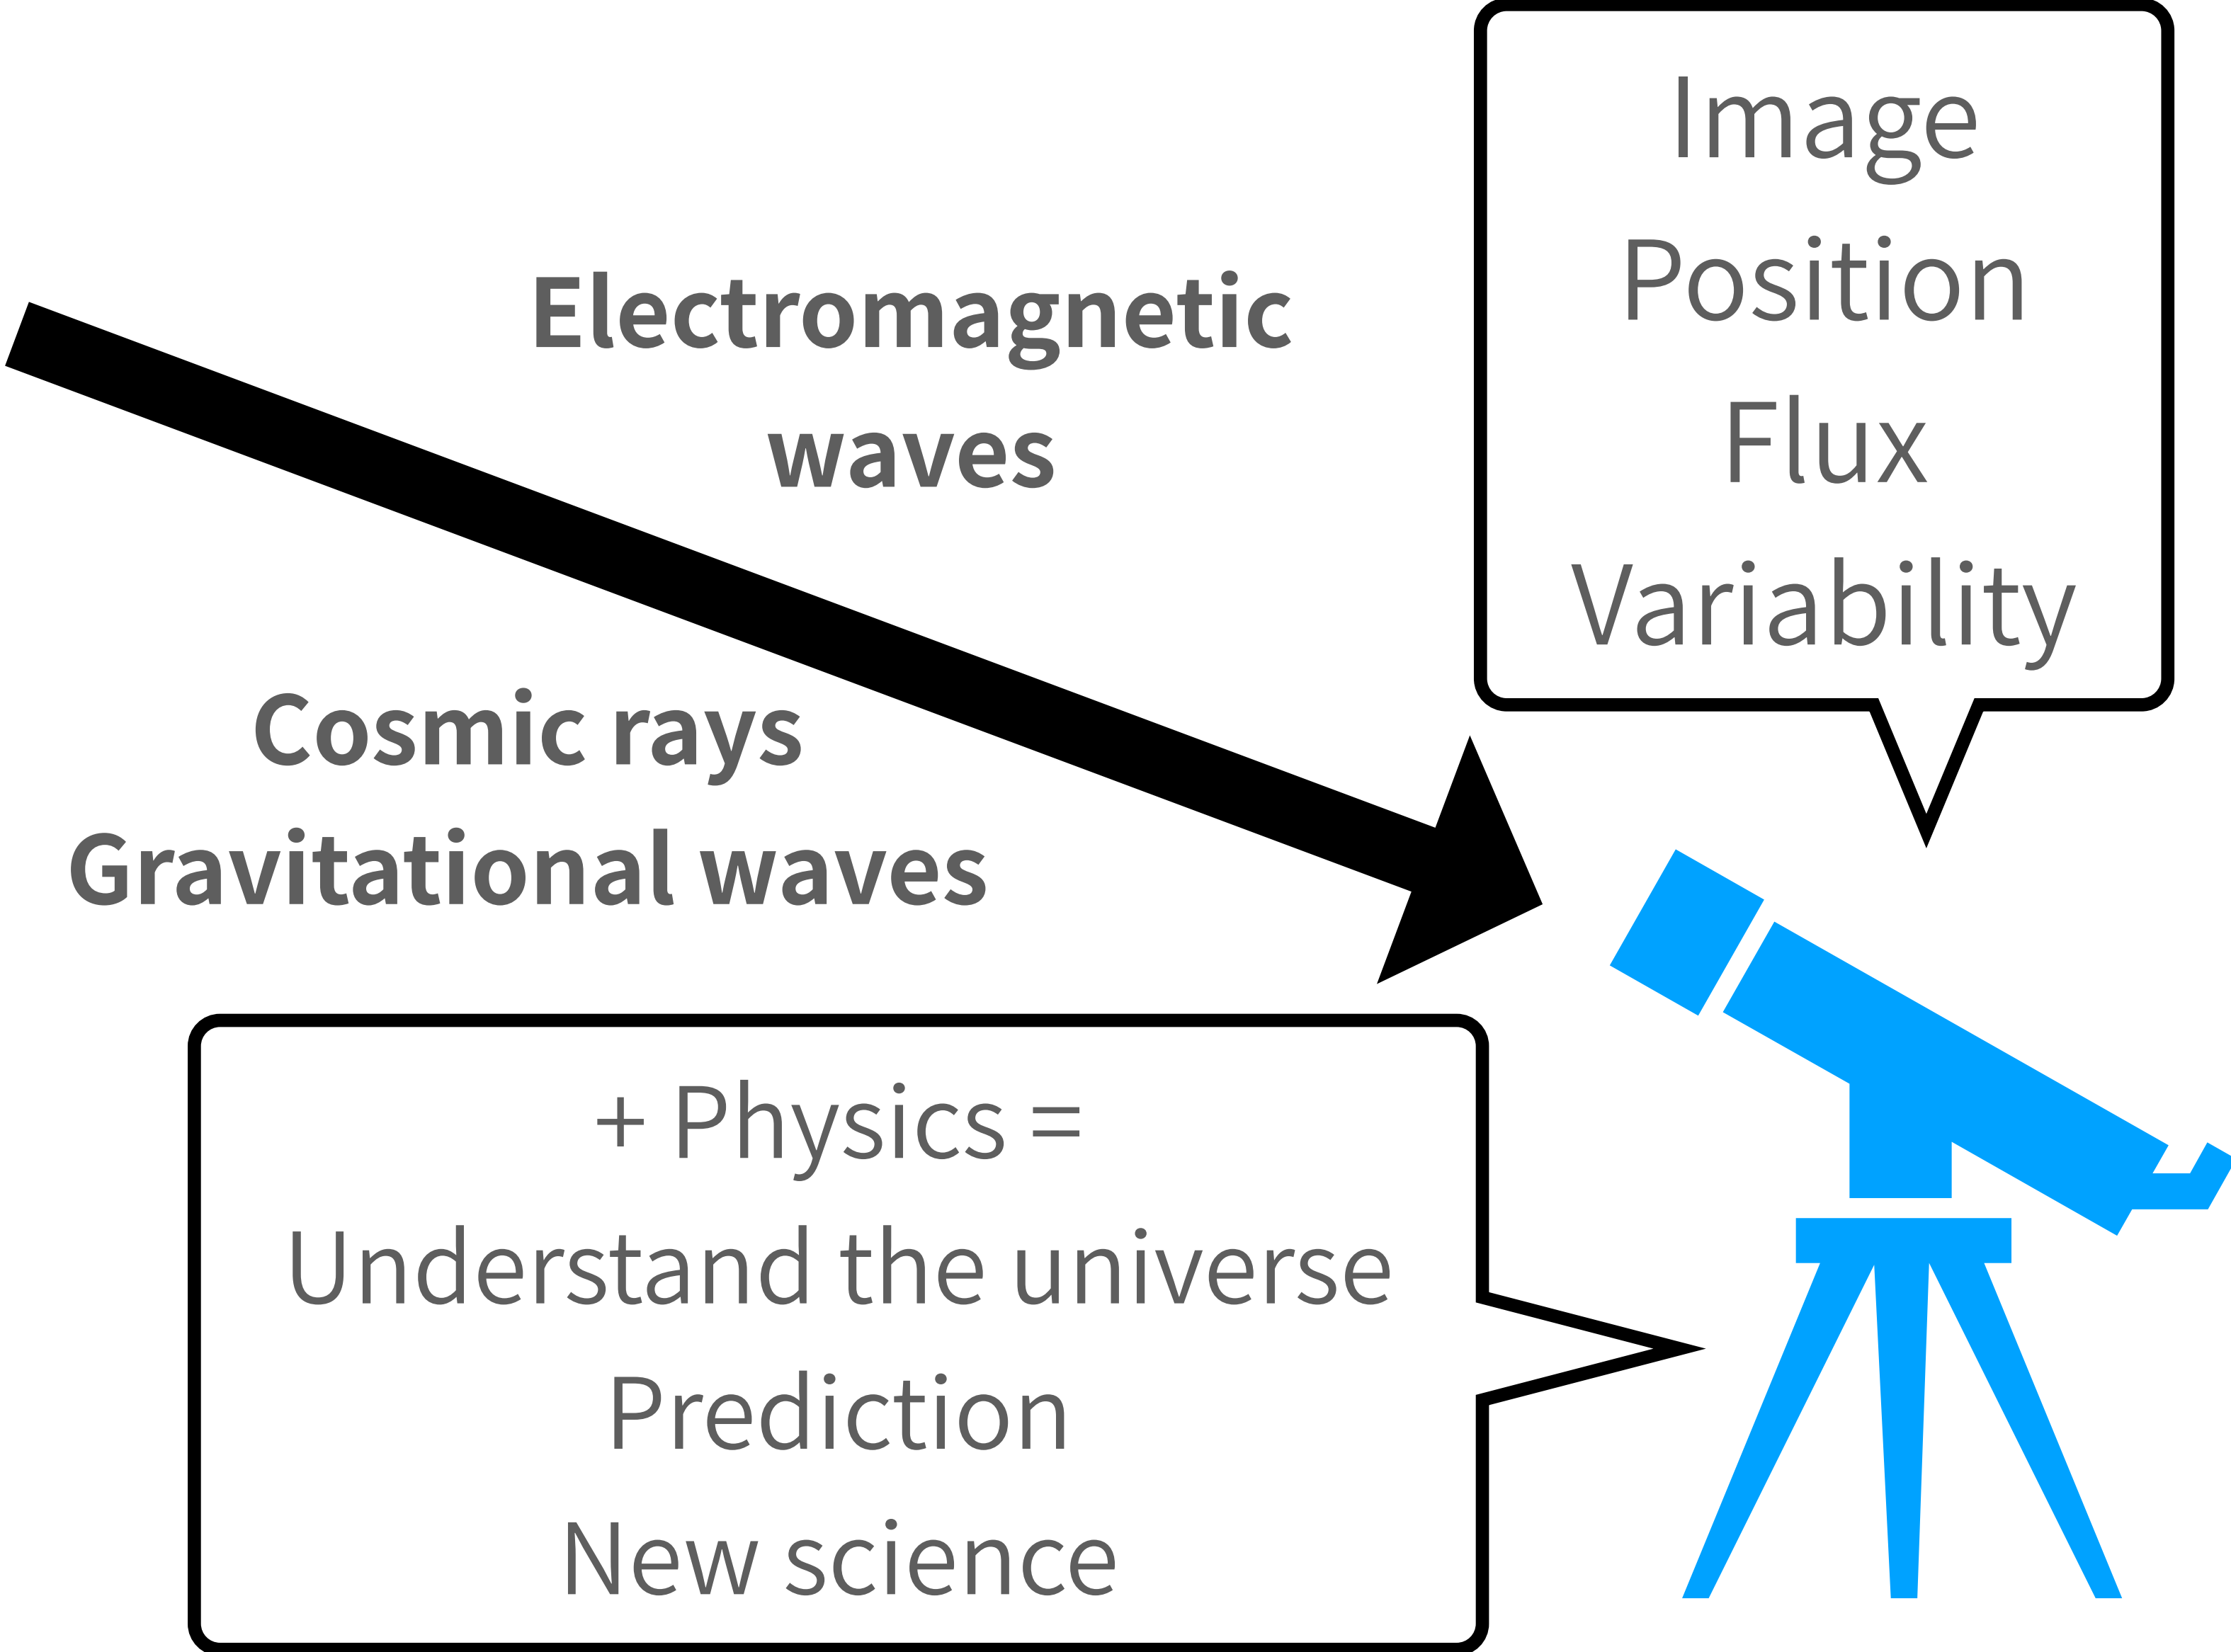 Electromagnetic
waves
Cosmic rays
Gravitational waves
Image
Position
Flux
Variability
+ Physics =
Understand the universe
Prediction
New science